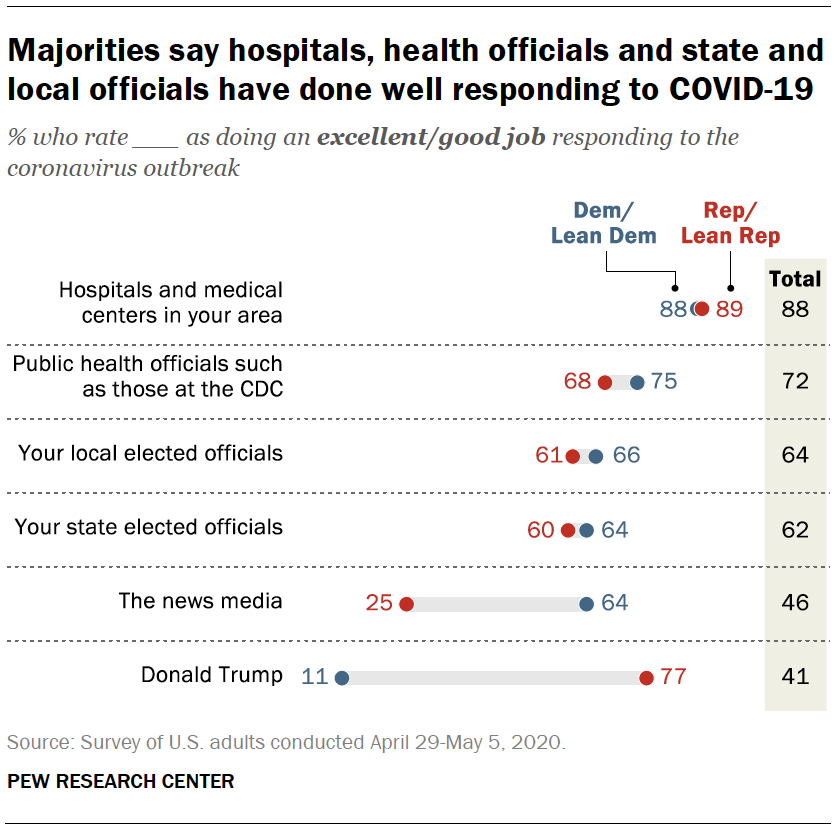 Majorities say hospitals, health officials and state and
local officials have done well responding to COVID-19
% who rate ___ as doing an excellent/good job responding to the
coronavirus outbreak
Dem/
Lean Dem
Rep/
Lean Rep
Total
Hospitals and medical
centers in your area
88 89 88
Public health officials such
as those at the CDC
68 75 72
Your local elected officials 61 66 64
Your state elected officials 60 64 62
The news media 25 64 46
Donald Trump 11 77 41
Source: Survey of U.S. adults conducted April 29-May 5, 2020.
PEW RESEARCH CENTER